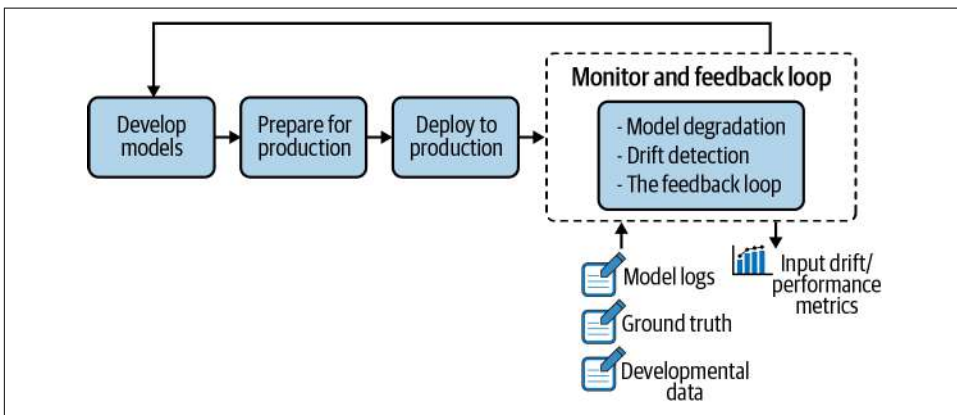 Monitor and feedback loop
Develop
models
Prepare for
production
Deploy to
production
- Model degradation
- Drift detection
- The feedback loop
Model logs
Ground truth
Developmental
data
Input drift/
performance
metrics